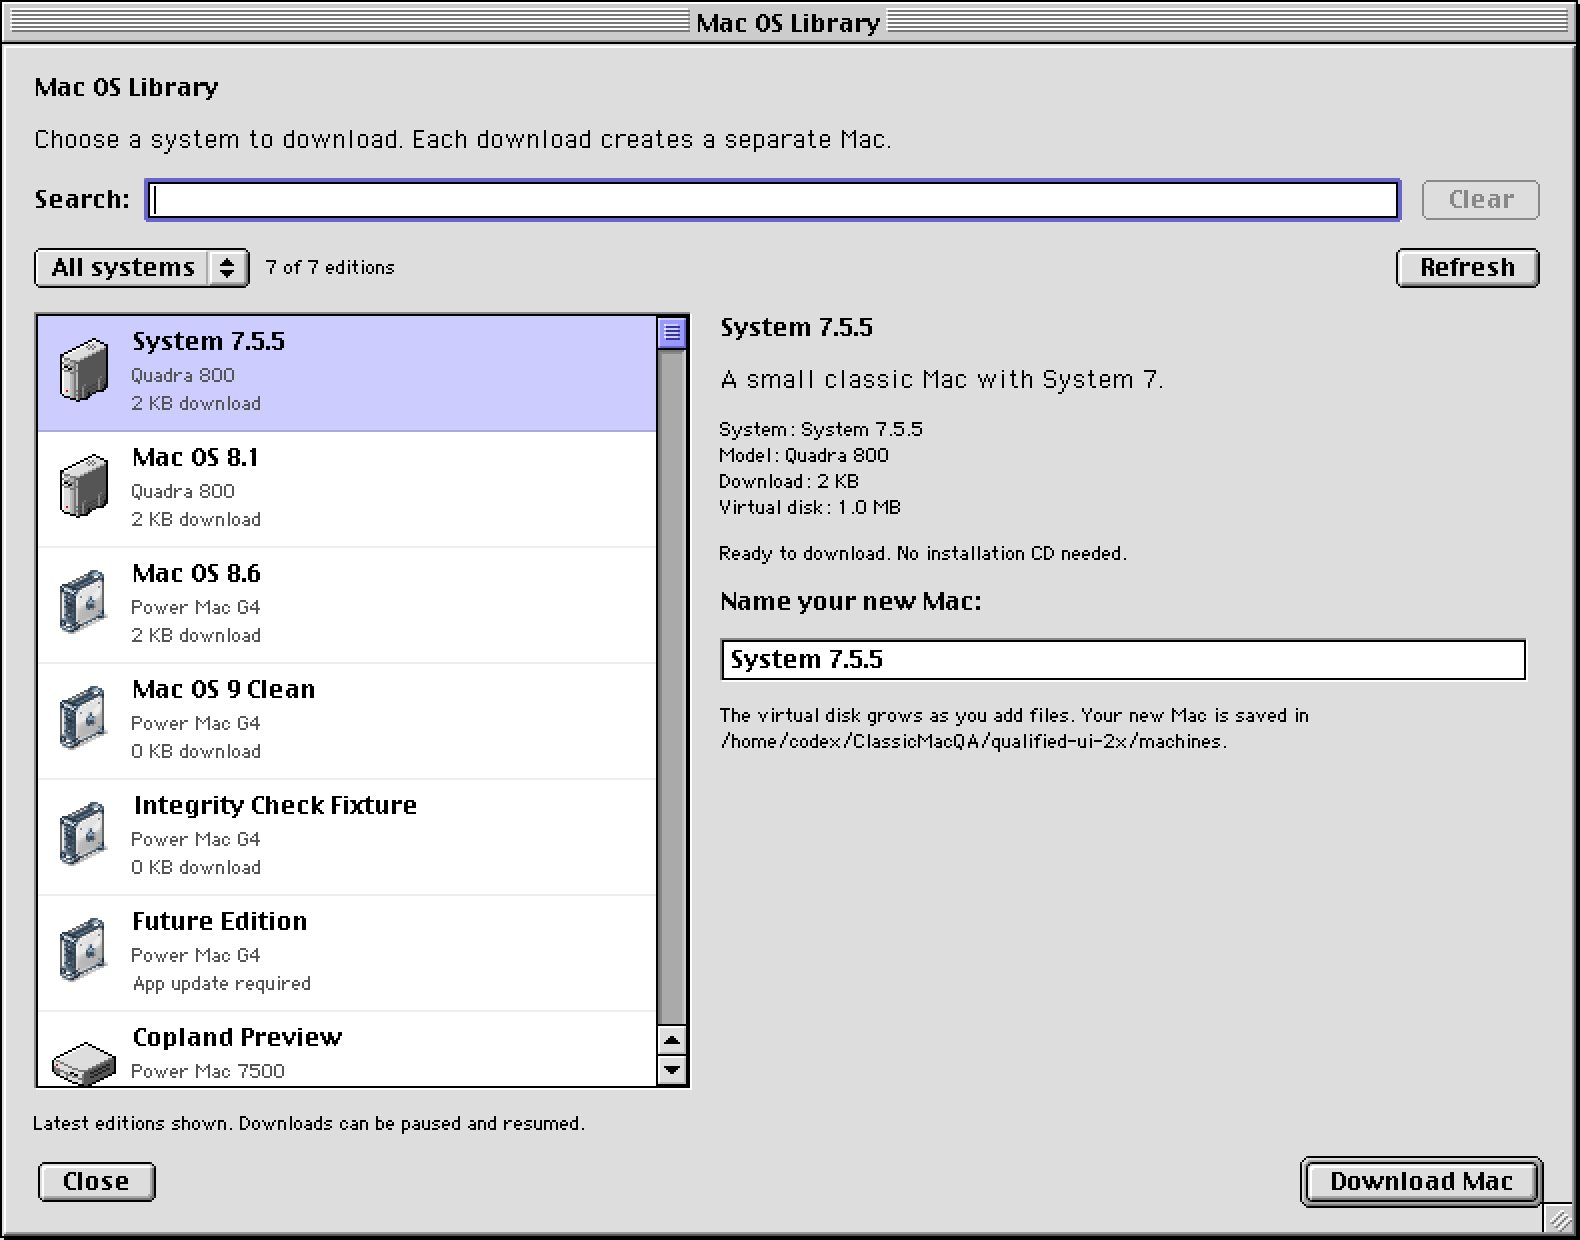 Mac OS Library
Mac OS Library
Choose a system to download. Each download creates a separate Mac.
Search:
Clear
All systems
7 of 7 editions
Refresh
System 7.5.5
Quadra 800
2 KB download
Mac OS 8.1
Quadra 800
2 KB download
Mac OS 8.6
Power Mac G4
2 KB download
Mac OS 9 Clean
Power Mac G4
0 KB download
Integrity Check Fixture
Power Mac G4
0 KB download
Future Edition
Power Mac G4
App update required
Copland Preview
Power Mac 7500
System 7.5.5
A small classic Mac with System 7.
System: System 7.5.5
Model: Quadra 800
Download: 2 KB
Virtual disk: 1.0 MB
Ready to download. No installation CD needed.
Name your new Mac:
System 7.5.5
The virtual disk grows as you add files. Your new Mac is saved in
/home/codex/ClassicMacQA/qualified-ui-2x/machines.
Latest editions shown. Downloads can be paused and resumed.
Close
Download Mac